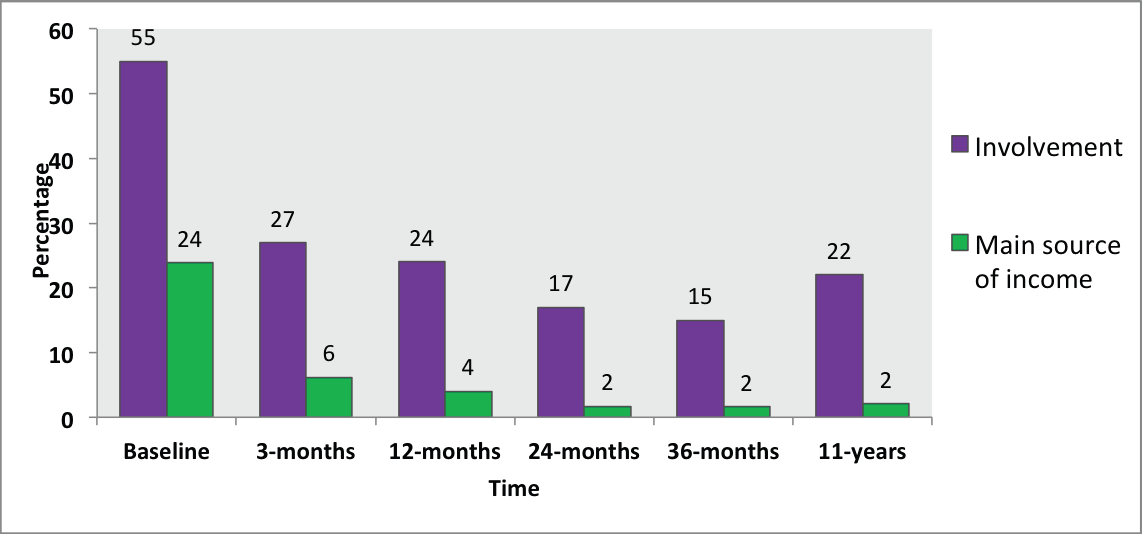 60
50
40
30
20
10
0
Percentage
55
24
27
6
24
4
17
2
15
2
22
2
Baseline
3-months
12-months
24-months
36-months
11-years
Time
Involvement
Main source
of income